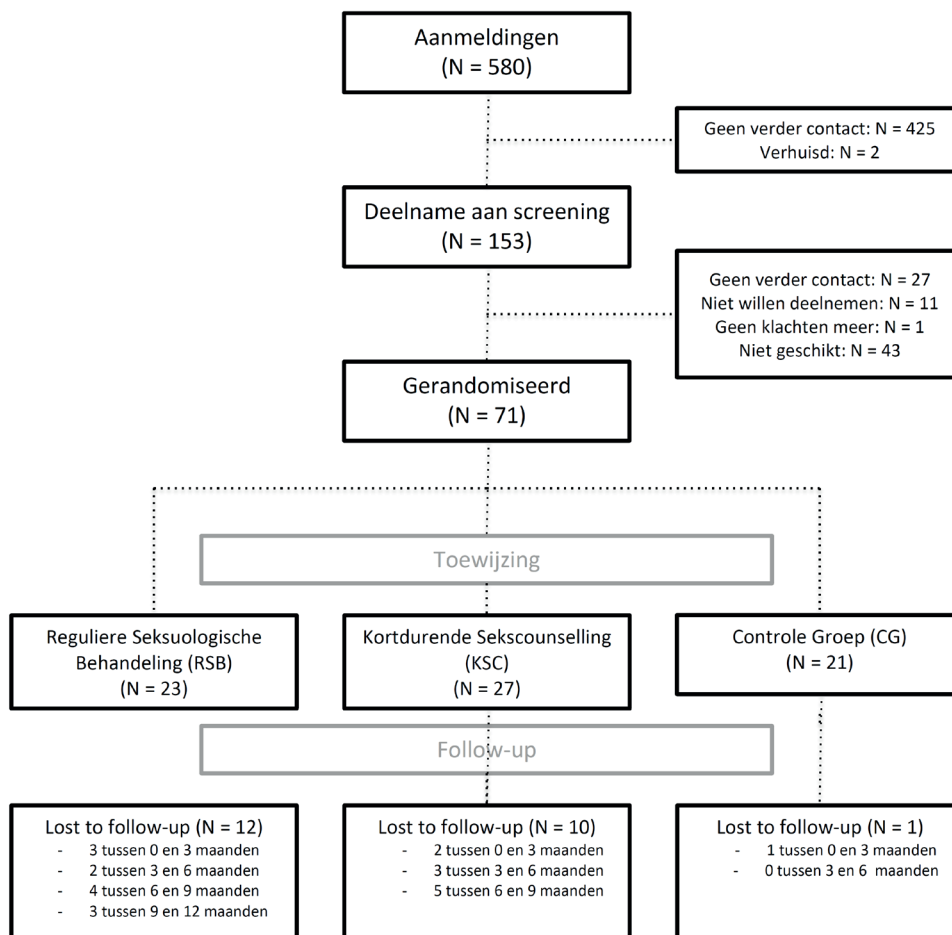 Aanmeldingen
(N = 580)
Geen verder contact: N = 425
Verhuisd: N = 2
Deelname aan screening
(N = 153)
Geen verder contact: N = 27
Niet willen deelnemen: N = 11
Geen klachten meer: N = 1
Niet geschikt: N = 43
Gerandomiseerd
(N = 71)
Toewijzing
Reguliere Seksuologische
Behandeling (RSB)
(N = 23)
Kortdurende Sekscounselling
(KSC)
(N = 27)
Controle Groep (CG)
(N = 21)
Follow-up
Lost to follow-up (N = 12)
- 3 tussen 0 en 3 maanden
- 2 tussen 3 en 6 maanden
- 4 tussen 6 en 9 maanden
- 3 tussen 9 en 12 maanden
Lost to follow-up (N = 10)
- 2 tussen 0 en 3 maanden
- 3 tussen 3 en 6 maanden
- 5 tussen 6 en 9 maanden
Lost to follow-up (N = 1)
- 1 tussen 0 en 3 maanden
- 0 tussen 3 en 6 maanden